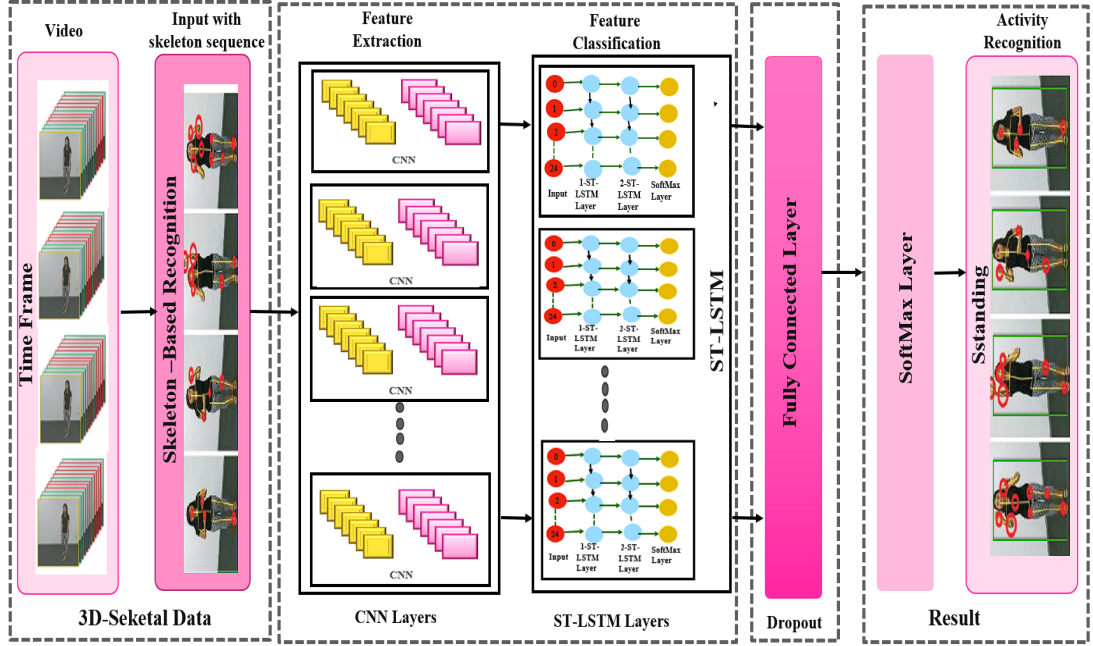 Video
Time Frame
Input with
skeleton sequence
Skeleton –Based Recognition
3D-Seketal Data
Feature
Extraction
CNN
CNN
CNN
CNN
CNN Layers
Feature
Classification
0
1
2
24
Input
1-ST-
LSTM
Layer
2-ST-
LSTM
Layer
SoftMax
Layer
0
1
2
24
Input
1-ST-
LSTM
Layer
2-ST-
LSTM
Layer
SoftMax
Layer
0
1
2
24
Input
1-ST-
LSTM
Layer
2-ST-
LSTM
Layer
SoftMax
Layer
ST-LSTM
ST-LSTM Layers
Fully Connected Layer
Dropout
SoftMax Layer
Activity
Recognition
Sstanding
Result